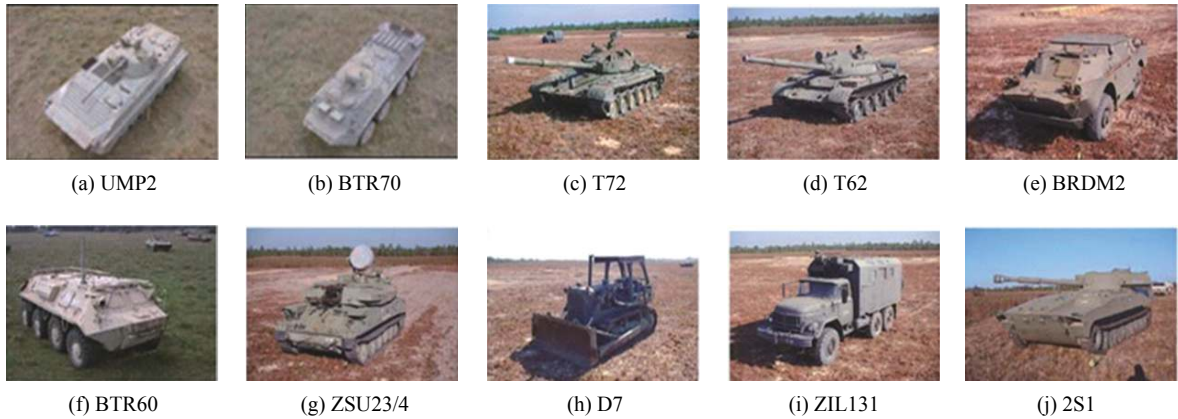 (a) UMP2
(b) BTR70
(c) T72
(d) T62
(e) BRDM2
(f) BTR60
(g) ZSU23/4
(h) D7
(i) ZIL131
(j) 2S1